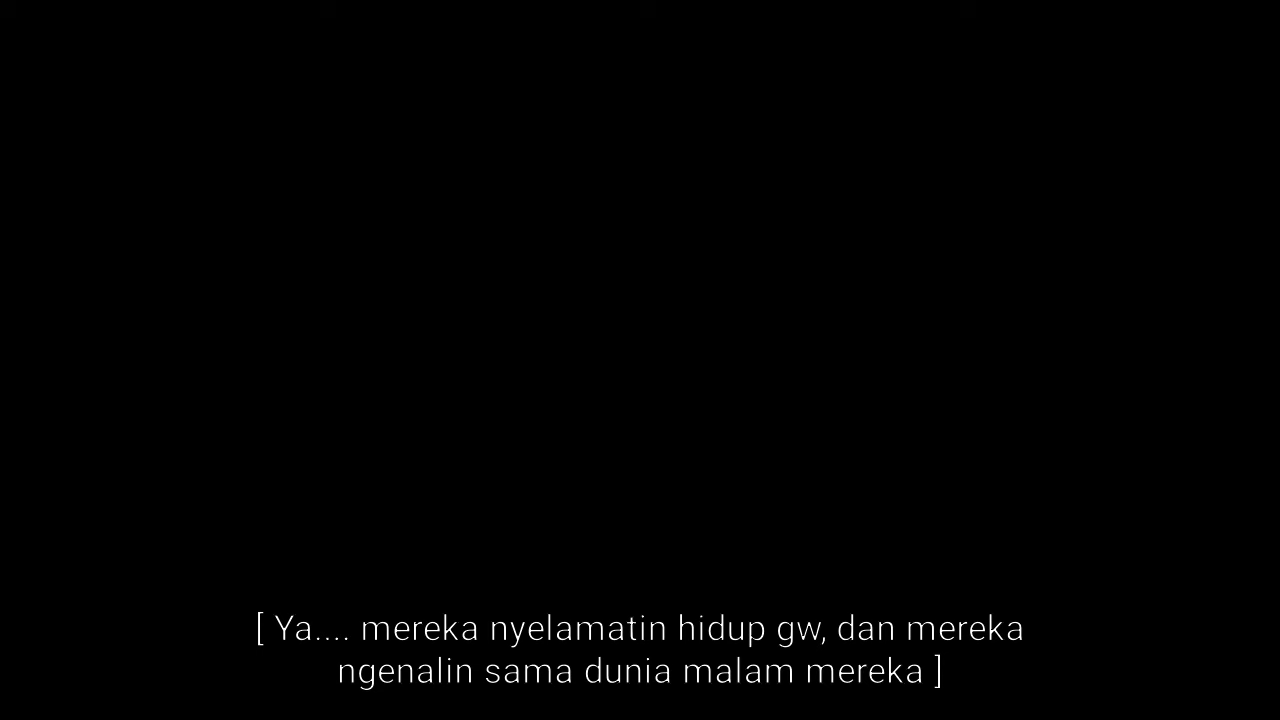 [ Ya.... mereka nyelamatin hidup gw, dan mereka
ngenalin sama dunia malam mereka ]